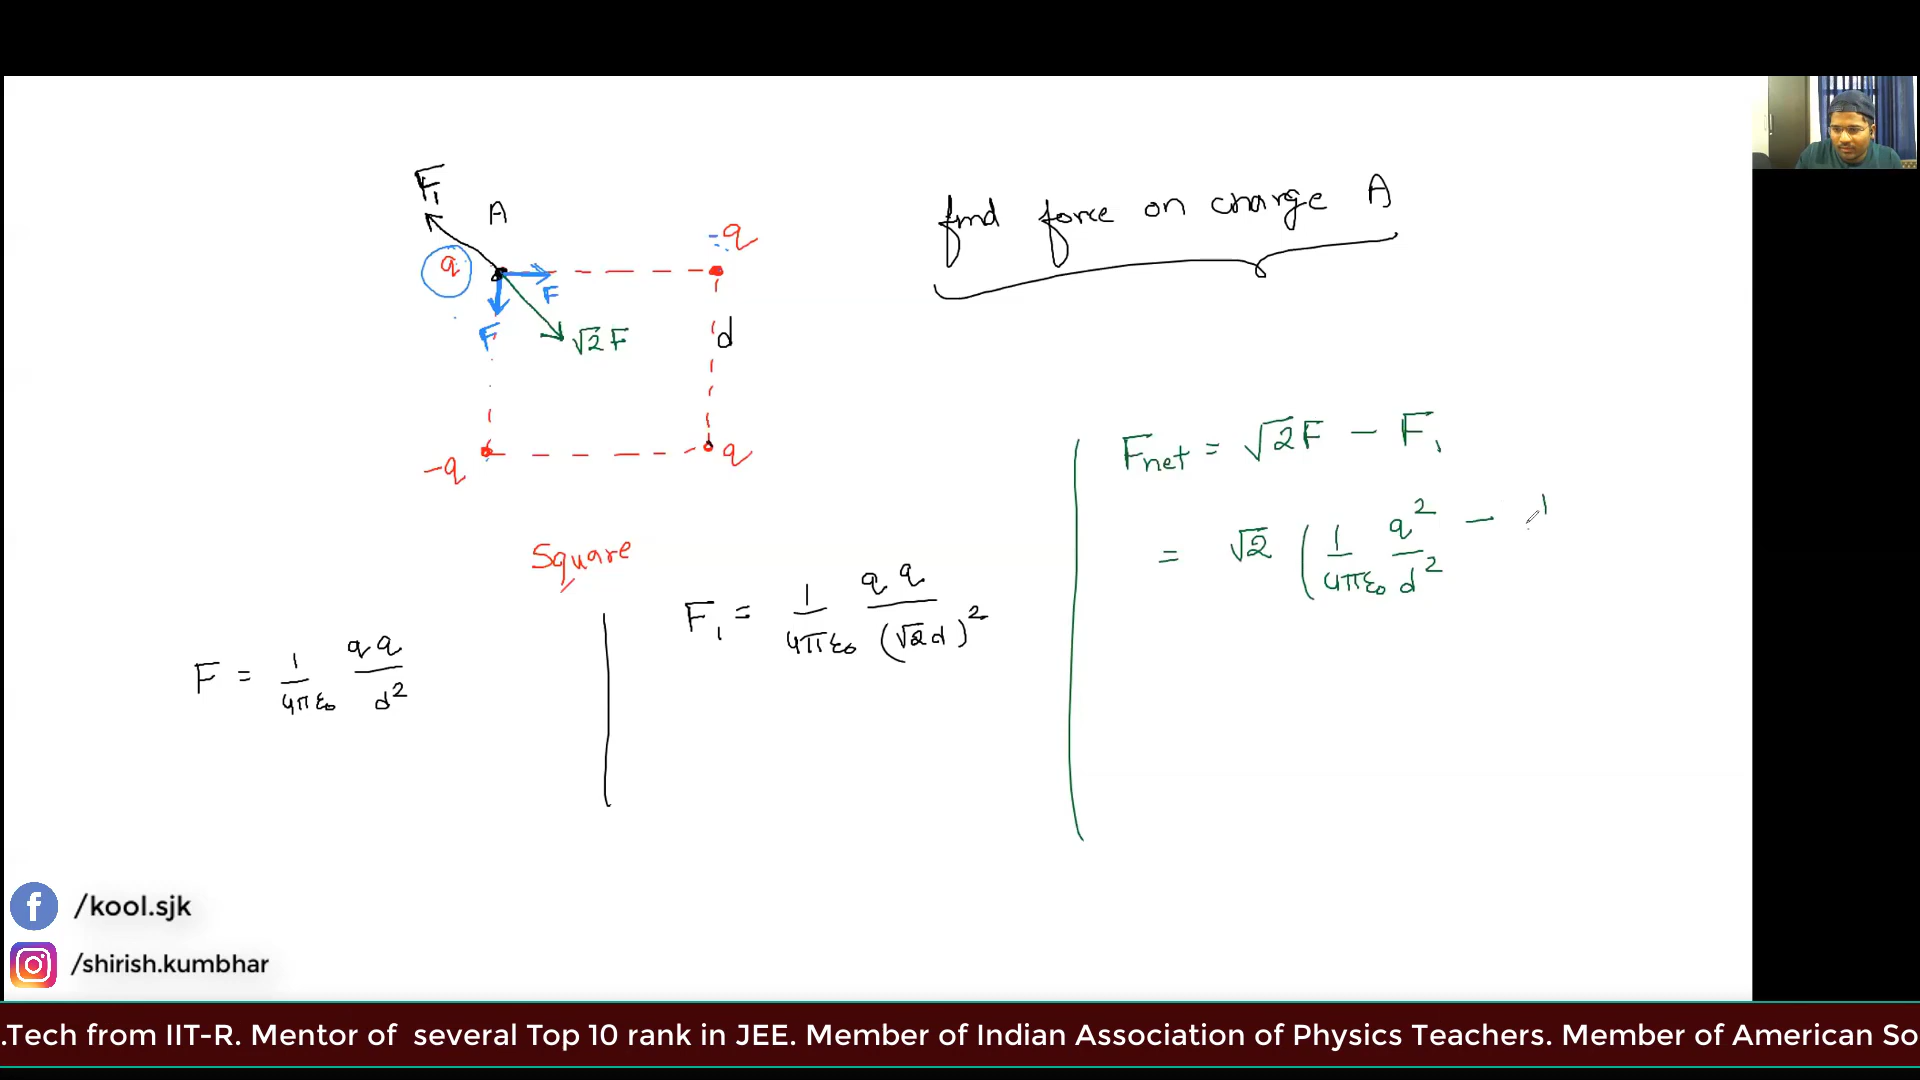 F₁
A
find force on charge A
q
-q
F
F
√2 F
d
-q
q
Fnet = √2F - F₁
= √2 ( 1/4πε₀ q²/d² - 1
Square
F₁ = 1/4πε₀ q q/(√2d)²
F = 1/4πε₀ q q/d²
/kool.sjk
/shirish.kumbhar
.Tech from IIT-R. Mentor of several Top 10 rank in JEE. Member of Indian Association of Physics Teachers. Member of American So